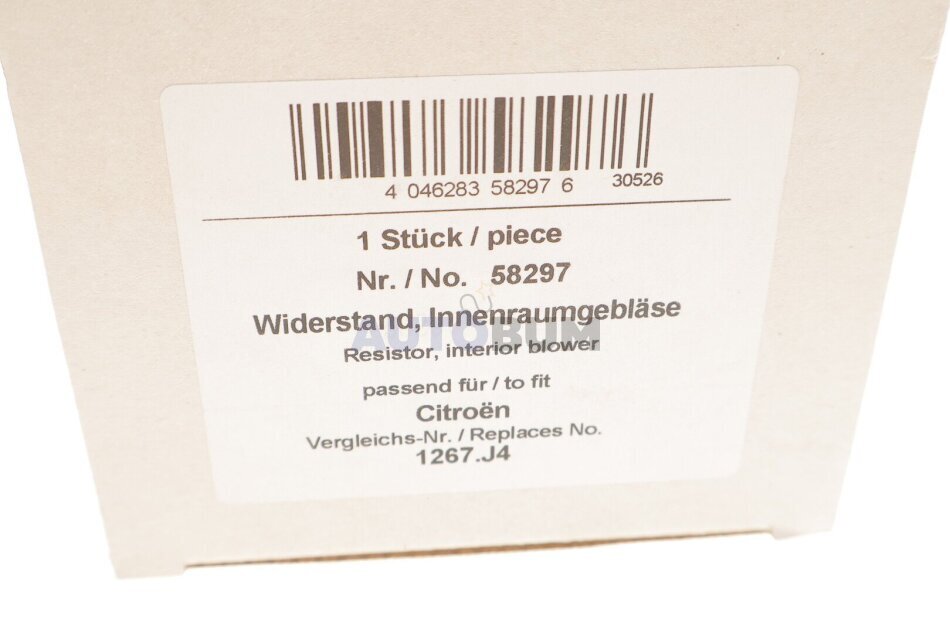 4 046283 58297 6 30526
1 Stück / piece
Nr. / No. 58297
Widerstand, Innenraumgebläse
AUTOBUM
Resistor, interior blower
passend für / to fit
Citroën
Vergleichs-Nr. / Replaces No.
1267.J4